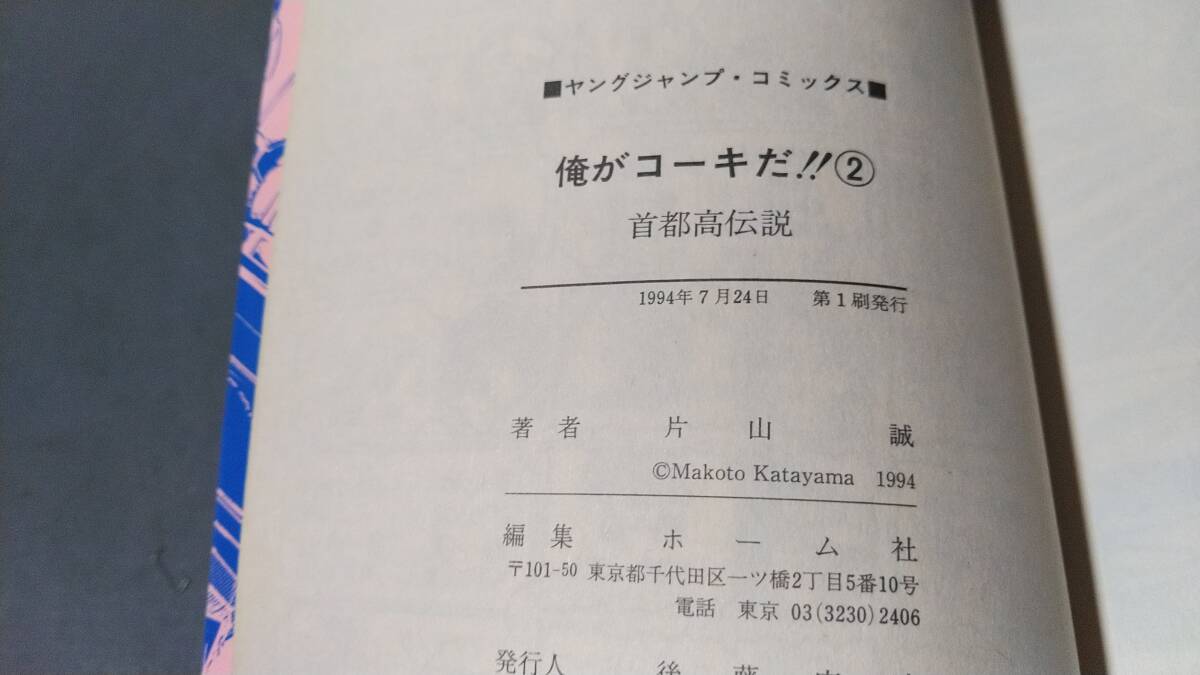 ■ヤングジャンプ・コミックス■
俺がコーキだ!!②
首都高伝説
1994年7月24日 第1刷発行
著者 片山 誠
©Makoto Katayama 1994
編集 ホーム社
〒101-50 東京都千代田区一ツ橋2丁目5番10号
電話 東京 03(3230)2406
発行人 後藤